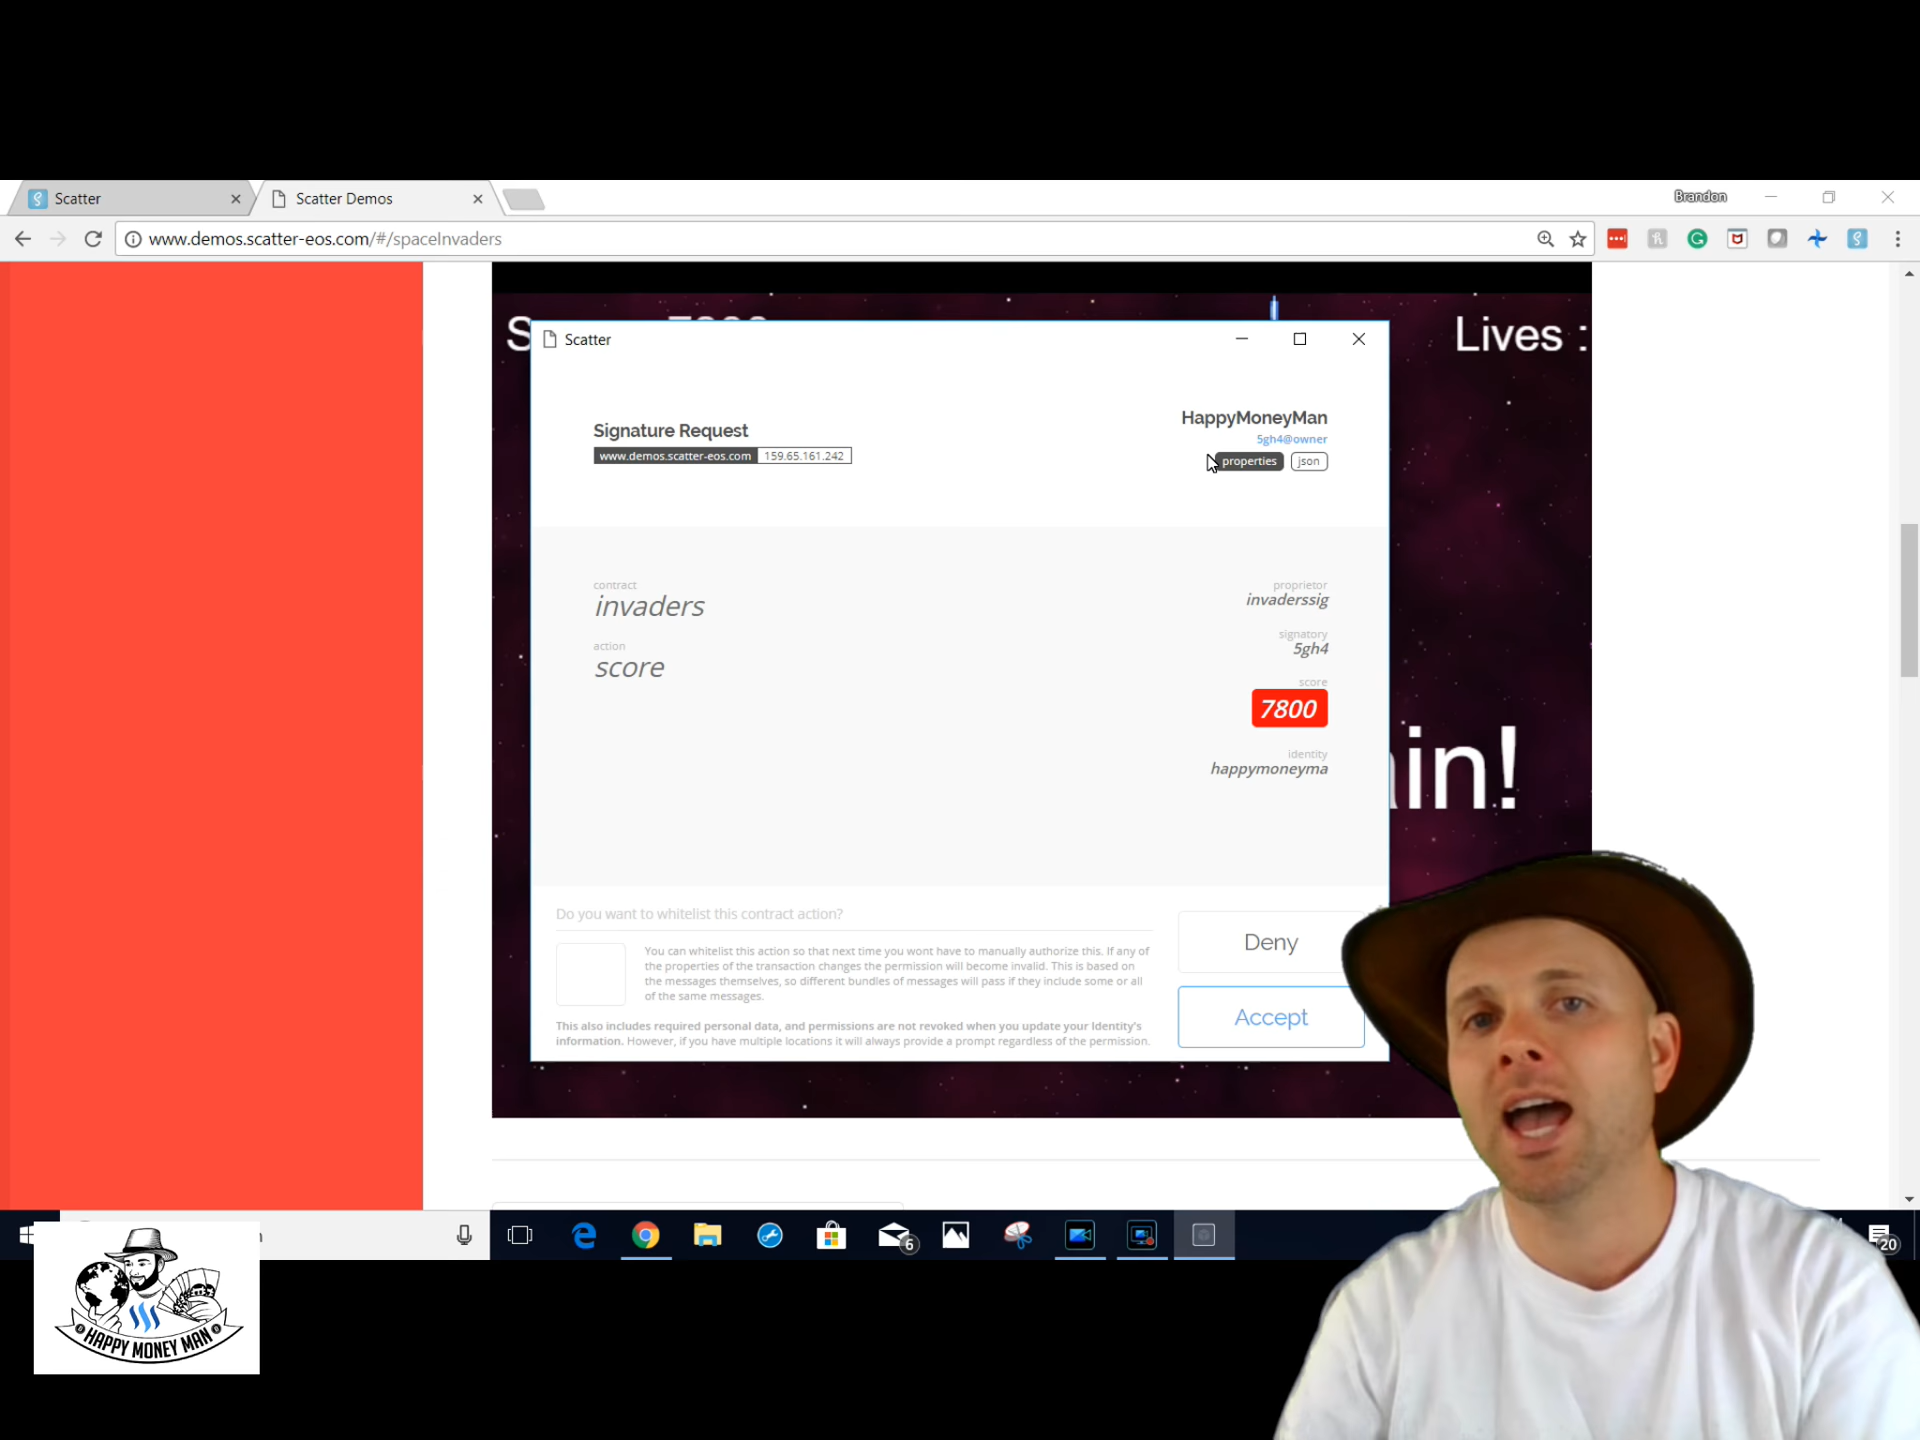 Scatter
Scatter Demos
Brandon
www.demos.scatter-eos.com/#/spaceInvaders
Lives :
Scatter
Signature Request
www.demos.scatter-eos.com 159.65.161.242
HappyMoneyMan
5gh4@owner
properties json
contract
invaders
action
score
proprietor
invaderssig
signatory
5gh4
score
7800
identity
happymoneyma
ain!
Do you want to whitelist this contract action?
You can whitelist this action so that next time you wont have to manually authorize this. If any of
the properties of the transaction changes the permission will become invalid. This is based on
the messages themselves, so different bundles of messages will pass if they include some or all
of the same messages.
This also includes required personal data, and permissions are not revoked when you update your Identity's
information. However, if you have multiple locations it will always provide a prompt regardless of the permission.
Deny
Accept
6
20
HAPPY MONEY MAN